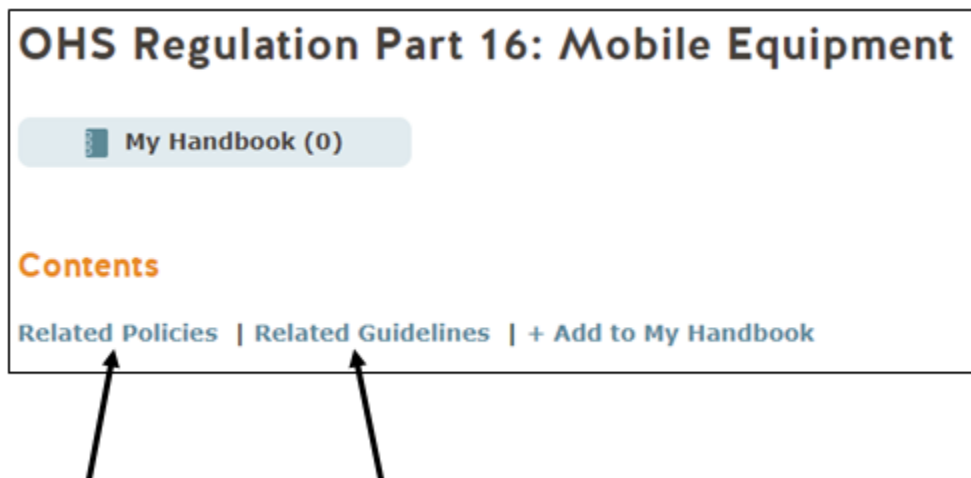 OHS Regulation Part 16: Mobile Equipment
My Handbook (0)
Contents
Related Policies | Related Guidelines | + Add to My Handbook